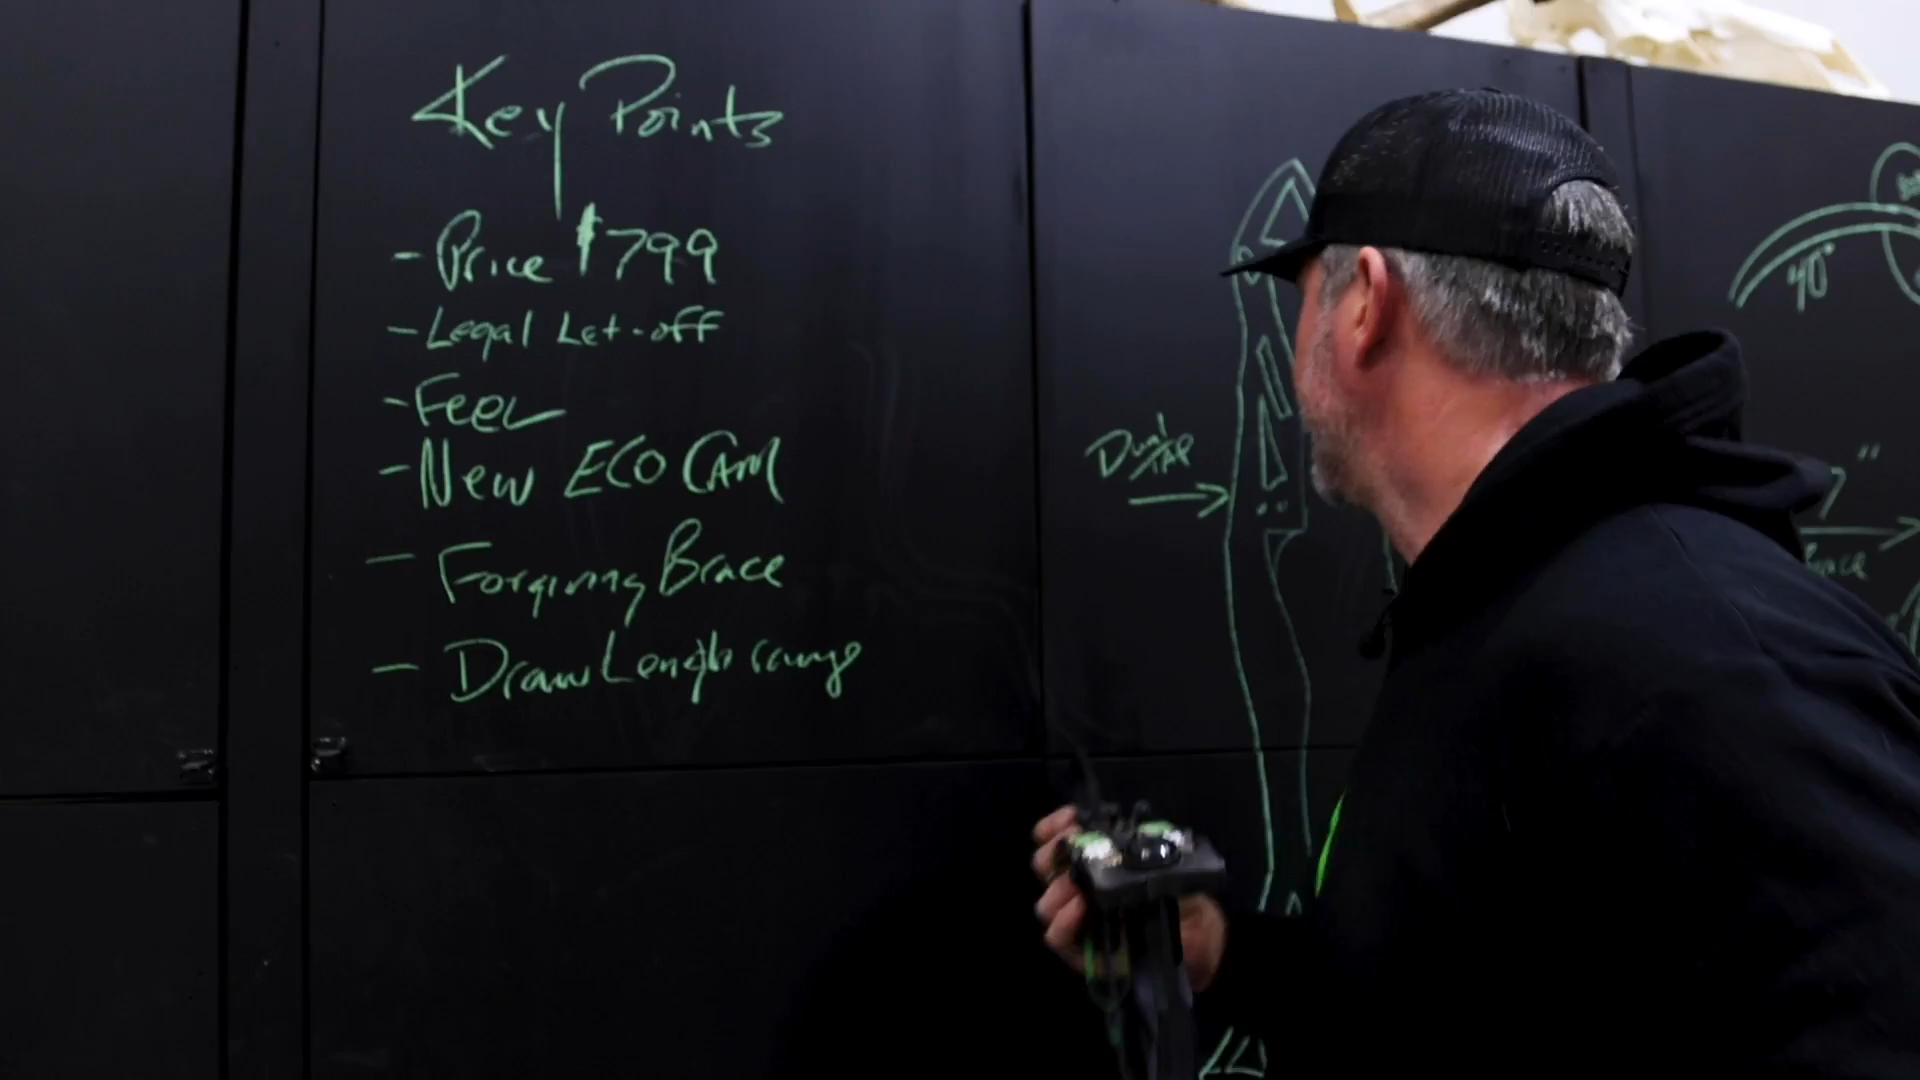 Key Points
- Price $799
- Legal Let-off
- Feel
- New ECO CAM
- Forgiving Brace
- Draw Length range
Dual
TAP
40°
7"
Brace